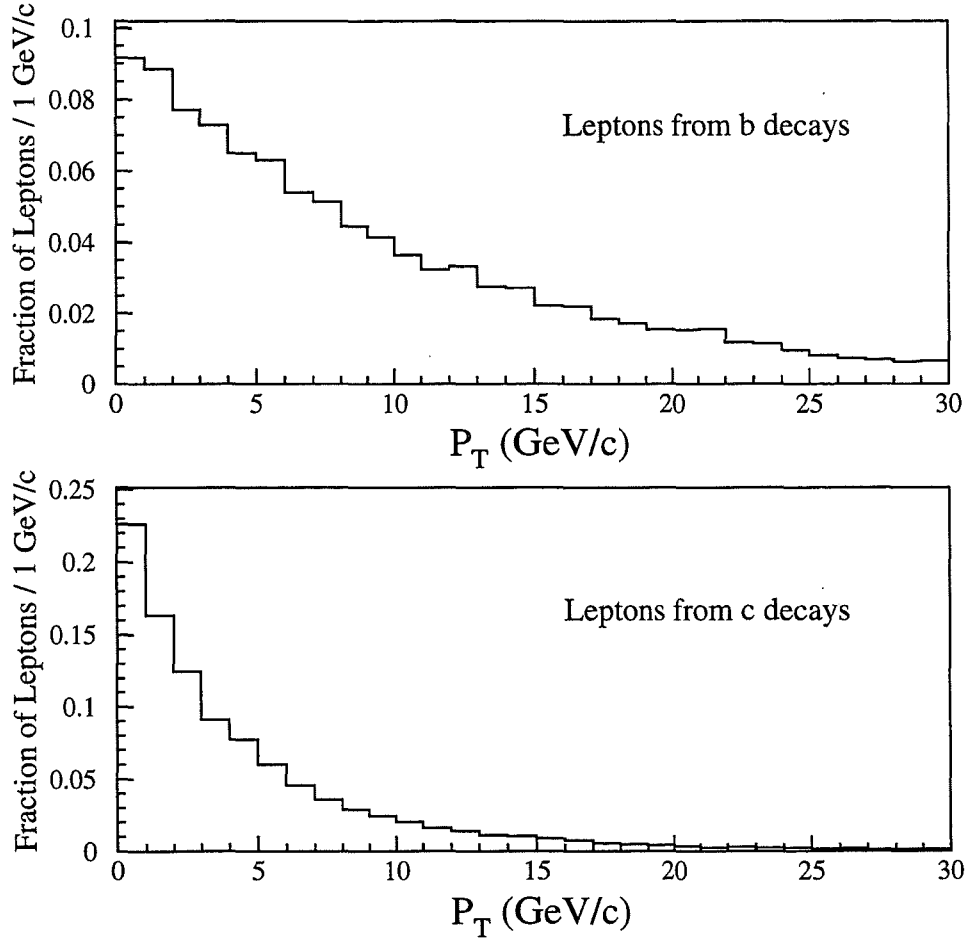 Fraction of Leptons / 1 GeV/c
0.1
0.08
0.06
0.04
0.02
0
Leptons from b decays
0 5 10 15 20 25 30
P_T (GeV/c)
Fraction of Leptons / 1 GeV/c
0.25
0.2
0.15
0.1
0.05
0
Leptons from c decays
0 5 10 15 20 25 30
P_T (GeV/c)